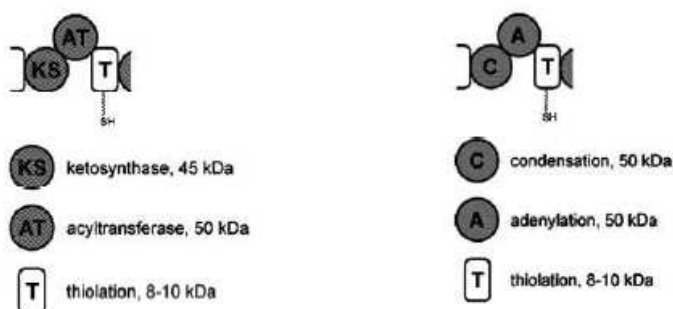 AT
KS T
SH
KS ketosynthase, 45 kDa
AT acyltransferase, 50 kDa
T thiolation, 8-10 kDa
A
C T
SH
C condensation, 50 kDa
A adenylation, 50 kDa
T thiolation, 8-10 kDa